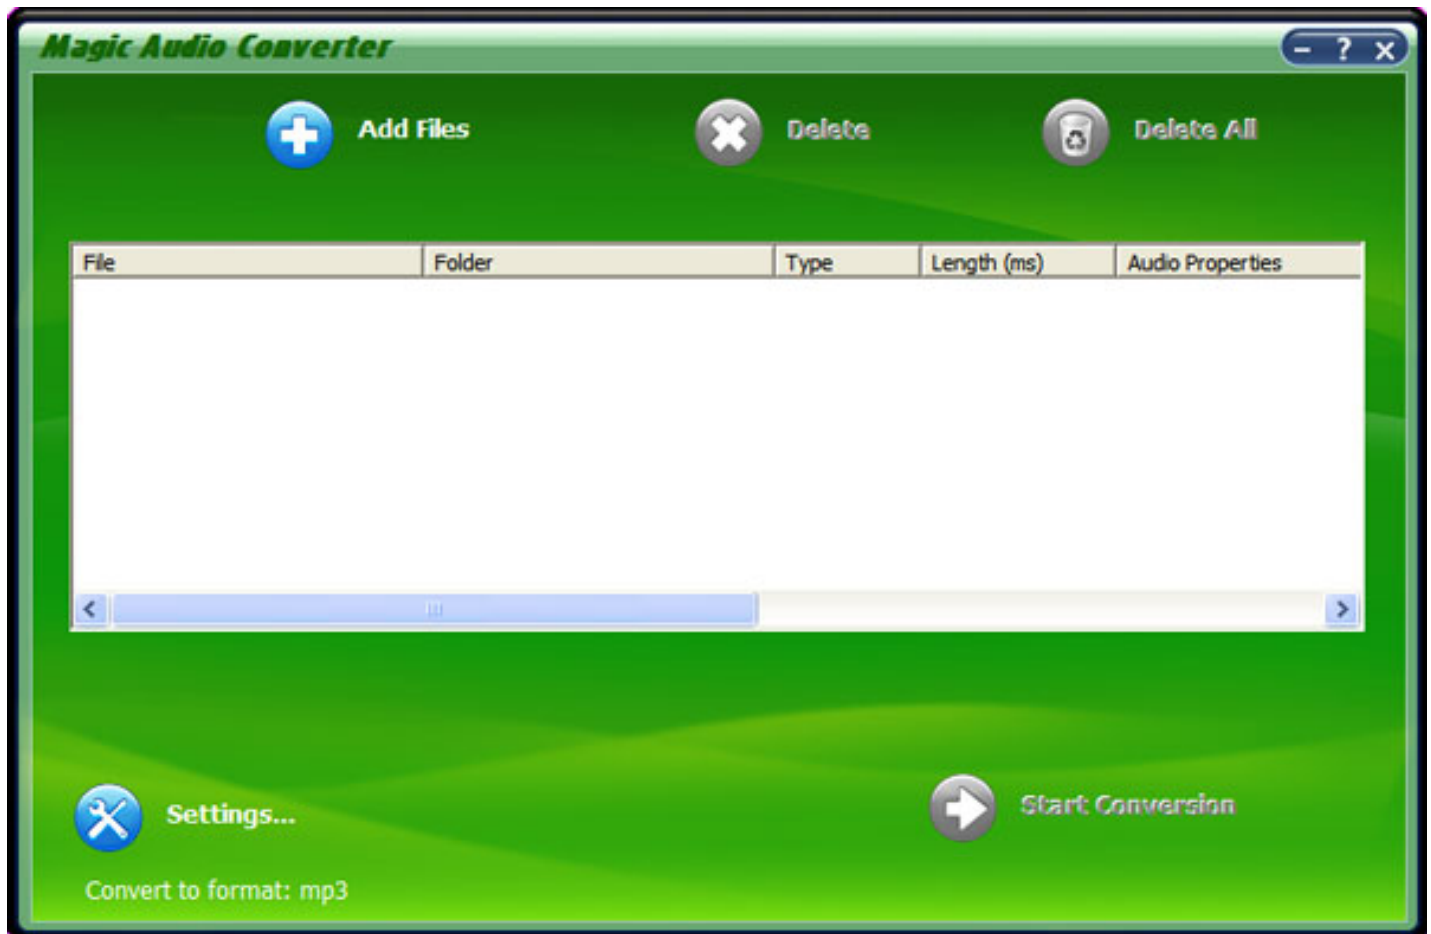 Magic Audio Converter
- ? x
Add Files
Delete
Delete All
File Folder Type Length (ms) Audio Properties
Settings...
Start Conversion
Convert to format: mp3